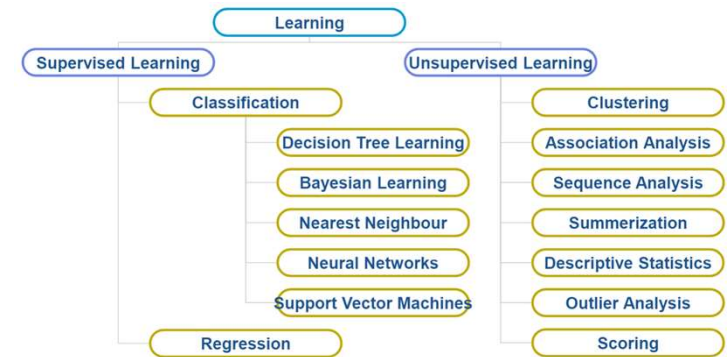 Learning
Supervised Learning
Unsupervised Learning
Classification
Clustering
Decision Tree Learning
Association Analysis
Bayesian Learning
Sequence Analysis
Nearest Neighbour
Summerization
Neural Networks
Descriptive Statistics
Support Vector Machines
Outlier Analysis
Regression
Scoring